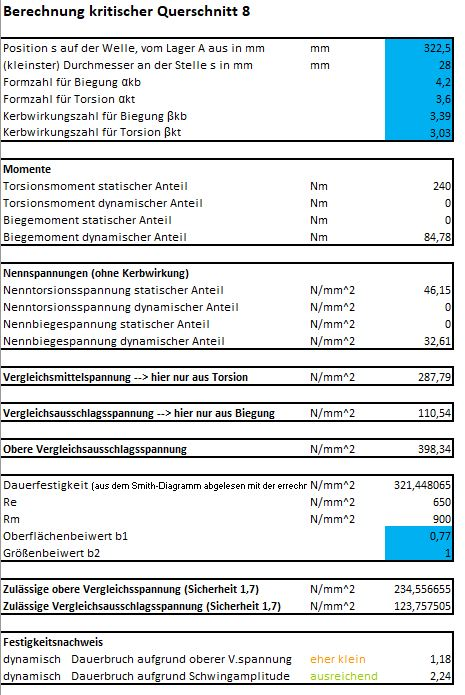 Berechnung kritischer Querschnitt 8
Position s auf der Welle, vom Lager A aus in mm mm 322,5
(kleinster) Durchmesser an der Stelle s in mm mm 28
Formzahl für Biegung αkb 4,2
Formzahl für Torsion αkt 3,6
Kerbwirkungszahl für Biegung βkb 3,39
Kerbwirkungszahl für Torsion βkt 3,03
Momente
Torsionsmoment statischer Anteil Nm 240
Torsionsmoment dynamischer Anteil Nm 0
Biegemoment statischer Anteil Nm 0
Biegemoment dynamischer Anteil Nm 84,78
Nennspannungen (ohne Kerbwirkung)
Nenntorsionsspannung statischer Anteil N/mm^2 46,15
Nenntorsionsspannung dynamischer Anteil N/mm^2 0
Nennbiegespannung statischer Anteil N/mm^2 0
Nennbiegespannung dynamischer Anteil N/mm^2 32,61
Vergleichsmittelspannung --> hier nur aus Torsion N/mm^2 287,79
Vergleichsausschlagsspannung --> hier nur aus Biegung N/mm^2 110,54
Obere Vergleichsausschlagsspannung N/mm^2 398,34
Dauerfestigkeit (aus dem Smith-Diagramm abgelesen mit der errechn N/mm^2 321,448065
Re N/mm^2 650
Rm N/mm^2 900
Oberflächenbeiwert b1 0,77
Größenbeiwert b2 1
Zulässige obere Vergleichsspannung (Sicherheit 1,7) N/mm^2 234,556655
Zulässige Vergleichsausschlagsspannung (Sicherheit 1,7) N/mm^2 123,757505
Festigkeitsnachweis
dynamisch Dauerbruch aufgrund oberer V.spannung eher klein 1,18
dynamisch Dauerbruch aufgrund Schwingamplitude ausreichend 2,24